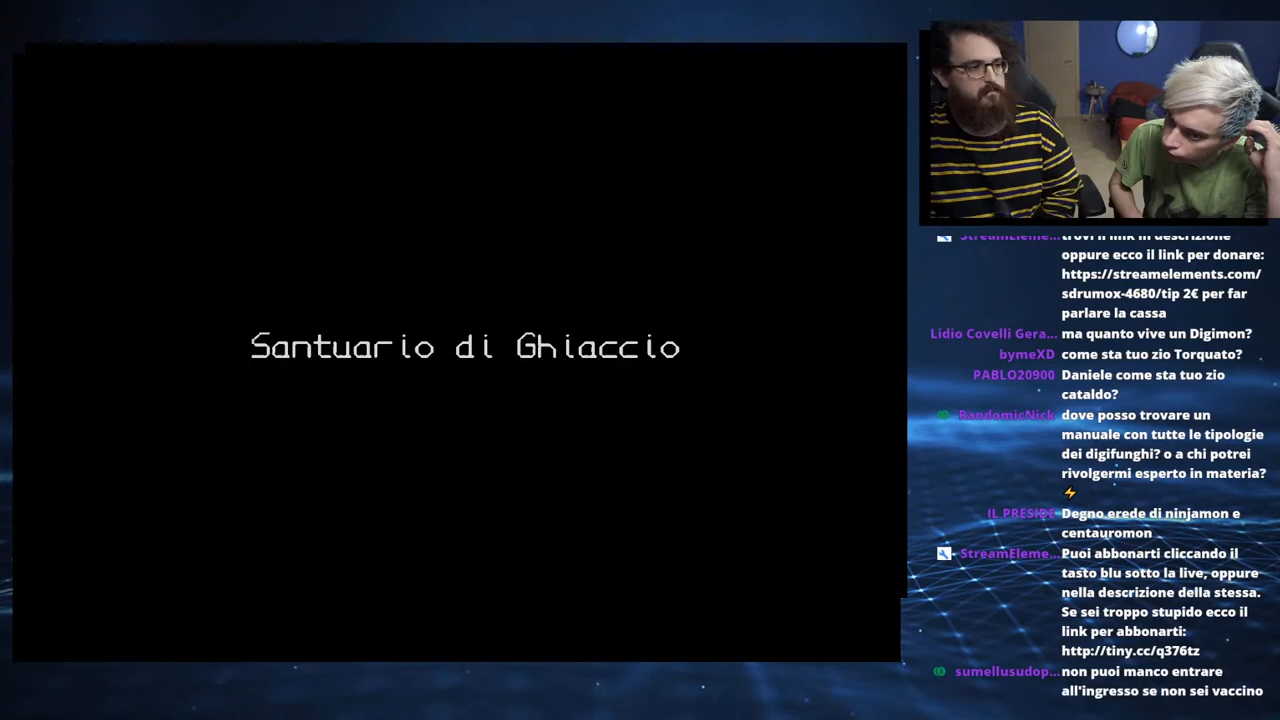 Santuario di Ghiaccio
StreamEleme... trovi il link in descrizione
oppure ecco il link per donare:
https://streamelements.com/
sdrumox-4680/tip 2€ per far
parlare la cassa
Lidio Covelli Gera... ma quanto vive un Digimon?
bymeXD come sta tuo zio Torquato?
PABLO20900 Daniele come sta tuo zio
cataldo?
RandomicNick dove posso trovare un
manuale con tutte le tipologie
dei digifunghi? o a chi potrei
rivolgermi esperto in materia?
IL PRESIDE Degno erede di ninjamon e
centauromon
StreamEleme... Puoi abbonarti cliccando il
tasto blu sotto la live, oppure
nella descrizione della stessa.
Se sei troppo stupido ecco il
link per abbonarti:
http://tiny.cc/q376tz
sumellusudop... non puoi manco entrare
all'ingresso se non sei vaccino